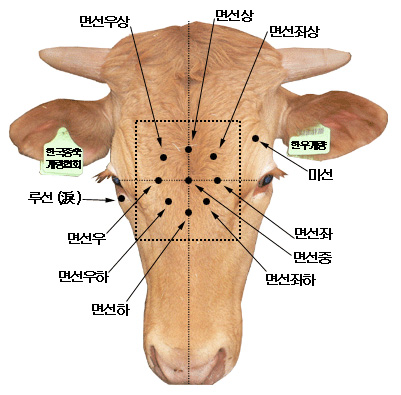 면선상
면선우상
면선좌상
한국종축
개량협회
한우개량
미선
루선 (淚)
면선우
면선좌
면선중
면선우하
면선좌하
면선하